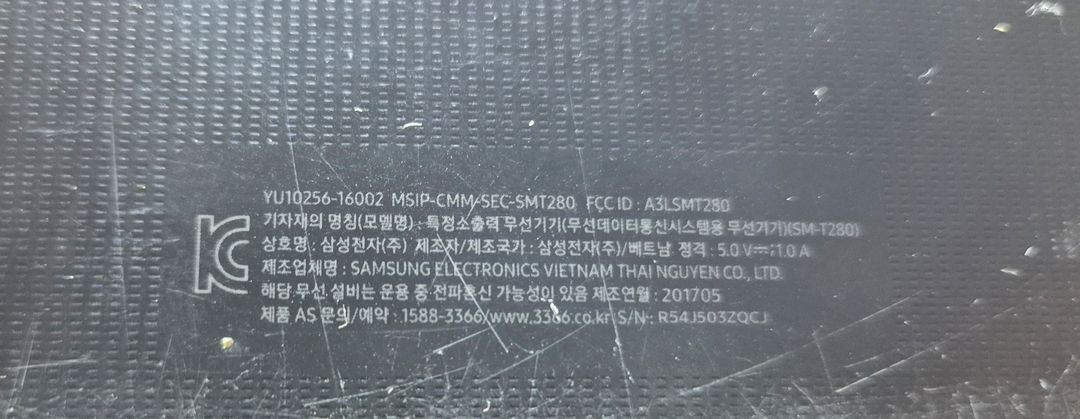 YU10256-16002 MSIP-CMM-SEC-SMT280 FCC ID : A3LSMT280
기자재의 명칭(모델명) : 특정소출력 무선기기(무선데이터통신시스템용 무선기기)(SM-T280)
상호명 : 삼성전자(주) 제조자/제조국가 : 삼성전자(주)/베트남 정격 : 5.0 V⎓;1.0 A
제조업체명 : SAMSUNG ELECTRONICS VIETNAM THAI NGUYEN CO., LTD.
해당 무선 설비는 운용 중 전파혼신 가능성이 있음 제조연월 : 201705
제품 AS 문의/예약 : 1588-3366/www.3366.co.kr S/N : R54J503ZQCJ